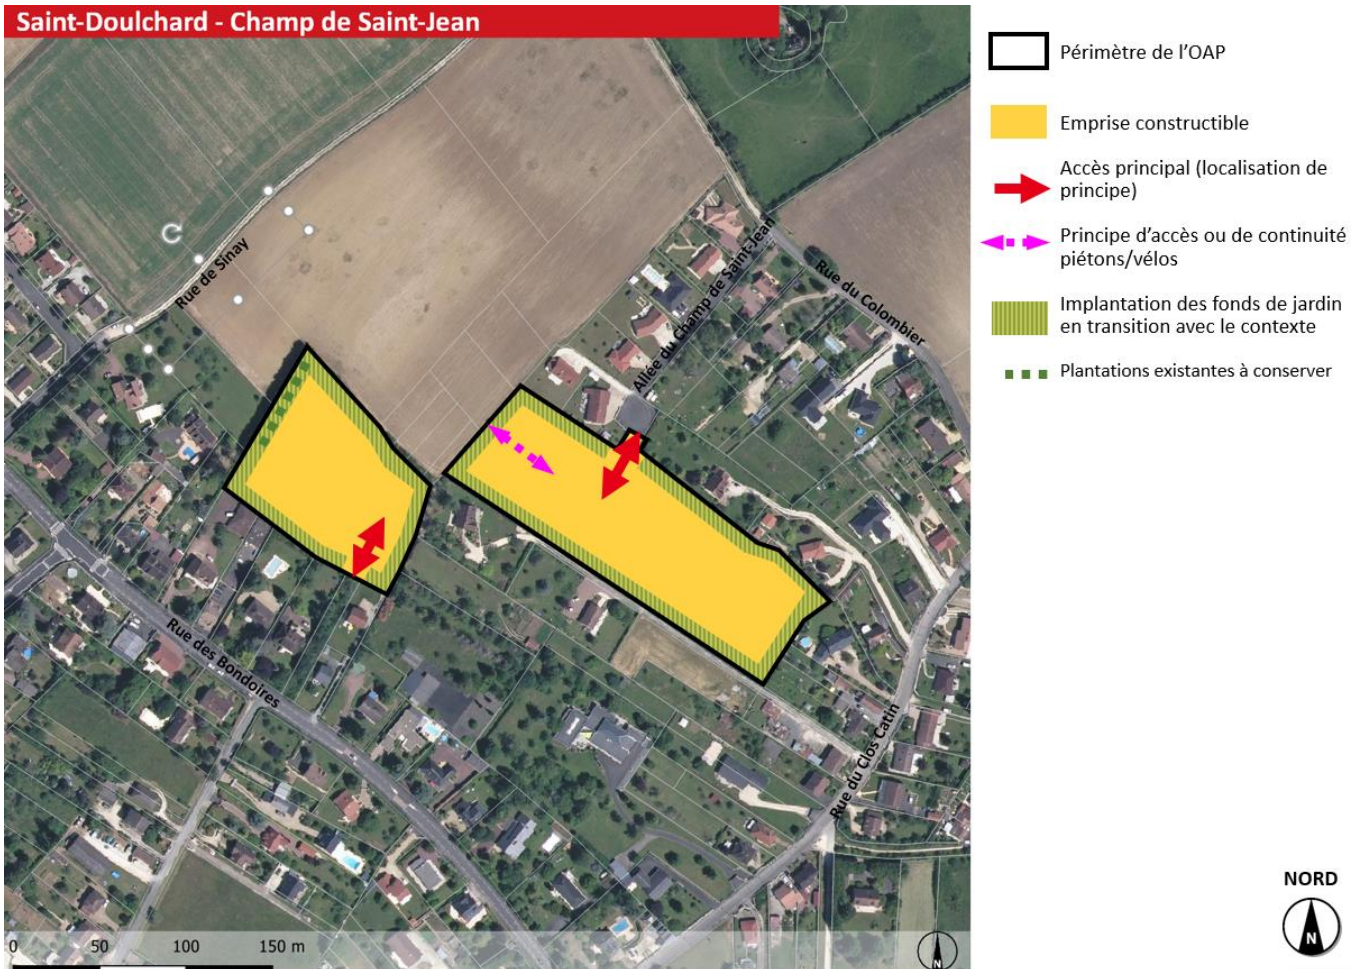 Saint-Doulchard - Champ de Saint-Jean
Périmètre de l'OAP
Emprise constructible
Accès principal (localisation de
principe)
Principe d'accès ou de continuité
piétons/vélos
Implantation des fonds de jardin
en transition avec le contexte
Plantations existantes à conserver
Rue de Sinay
Allée du Champ de Saint-Jean
Rue du Colombier
Rue des Bondoires
Rue du Clos Catin
0 50 100 150 m
N
NORD
N